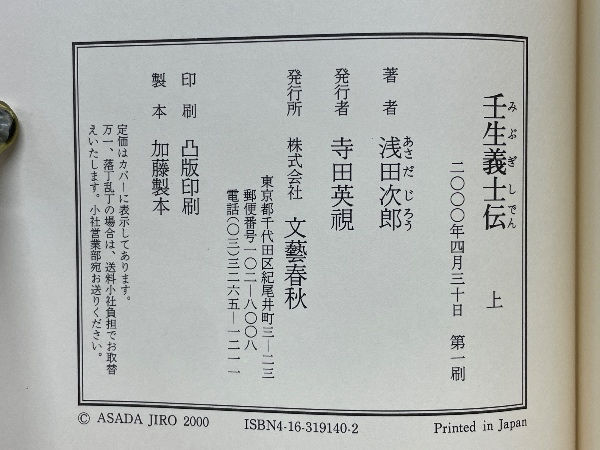 壬生義士伝 上
みぶぎしでん
二〇〇〇年四月三十日 第一刷
著者 浅田次郎
あさだじろう
発行者 寺田英視
発行所 株式会社 文藝春秋
東京都千代田区紀尾井町三―二三
郵便番号一〇二―八〇〇八
電話(〇三)三二六五―一二一一
印刷 凸版印刷
製本 加藤製本
定価はカバーに表示してあります。
万一、落丁乱丁の場合は、送料小社負担でお取替
えいたします。小社営業部宛お送りください。
© ASADA JIRO 2000 ISBN4-16-319140-2 Printed in Japan